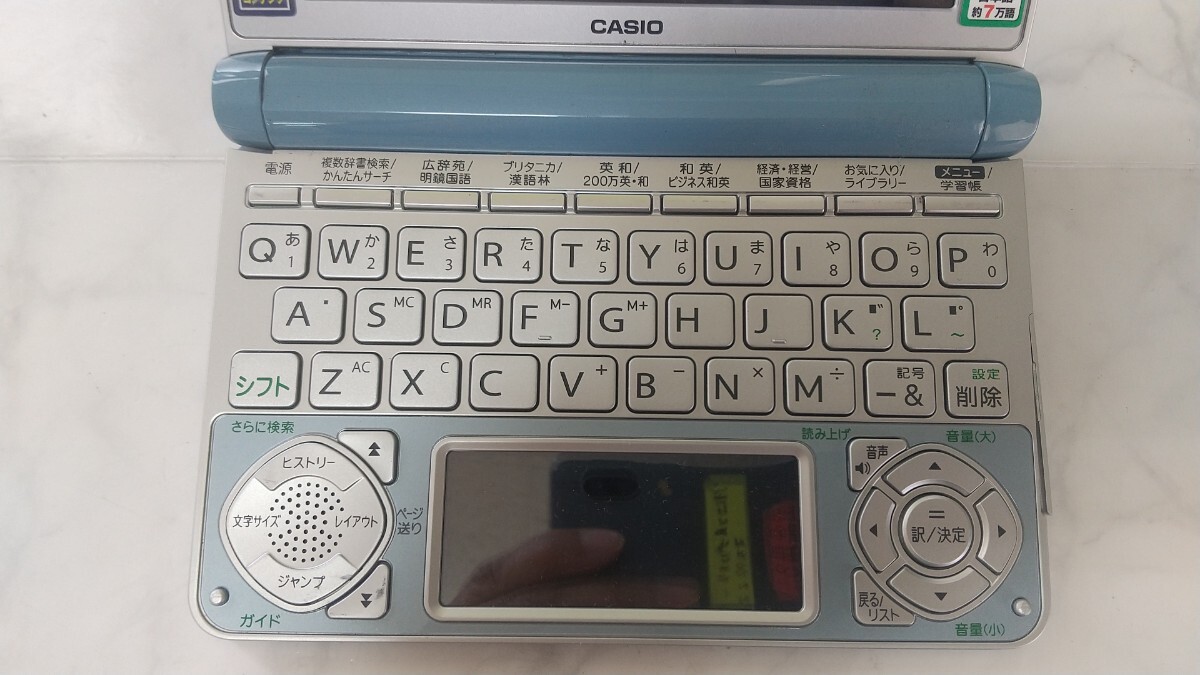 コンテンツ
約7万語
CASIO
電源
複数辞書検索/
かんたんサーチ
広辞苑/
明鏡国語
ブリタニカ/
漢語林
英和/
200万英・和
和英/
ビジネス和英
経済・経営/
国家資格
お気に入り/
ライブラリー
メニュー/
学習帳
Q あ 1
W か 2
E さ 3
R た 4
T な 5
Y は 6
U ま 7
I や 8
O ら 9
P わ 0
A
S MC
D MR
F M−
G M+
H
J
K ゛ ?
L ゜ ~
シフト
Z AC
X C
C
V +
B −
N ×
M ÷
記号
ー&
設定
削除
さらに検索
ヒストリー
文字サイズ
レイアウト
ジャンプ
ページ
送り
ガイド
読み上げ
音声
音量(大)
=
訳/決定
戻る/
リスト
音量(小)